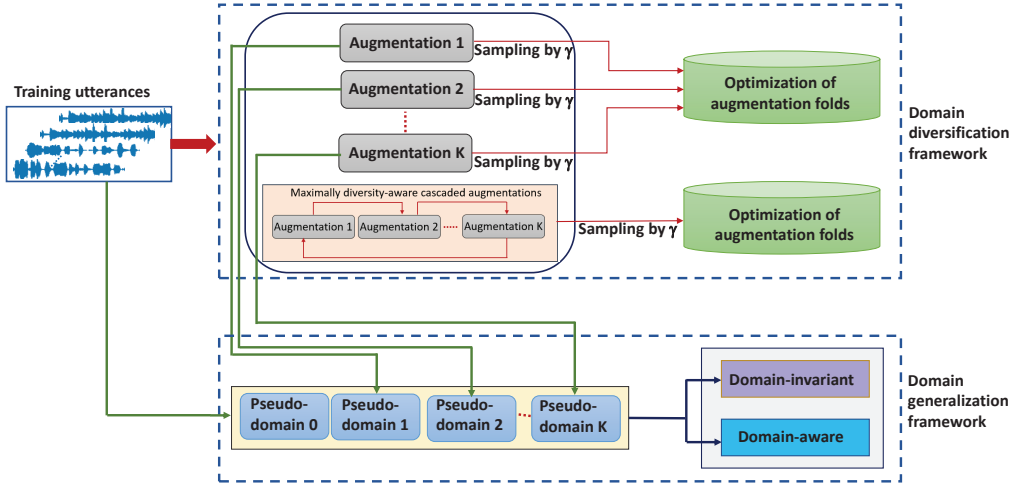 Training utterances
Augmentation 1
Sampling by γ
Augmentation 2
Sampling by γ
Augmentation K
Sampling by γ
Optimization of
augmentation folds
Domain
diversification
framework
Maximally diversity-aware cascaded augmentations
Augmentation 1
Augmentation 2
Augmentation K
Sampling by γ
Optimization of
augmentation folds
Pseudo-
domain 0
Pseudo-
domain 1
Pseudo-
domain 2
Pseudo-
domain K
Domain-invariant
Domain-aware
Domain
generalization
framework